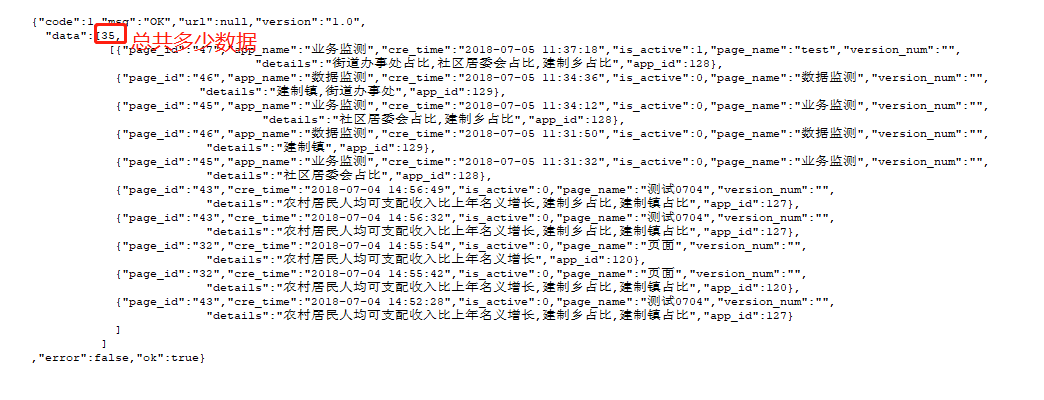 {"code":1,"msg":"OK","url":null,"version":"1.0",
"data":[35,
总共多少数据
[{"page_id":"47","app_name":"业务监测","cre_time":"2018-07-05 11:37:18","is_active":1,"page_name":"test","version_num":"",
"details":"街道办事处占比,社区居委会占比,建制乡占比","app_id":128},
{"page_id":"46","app_name":"数据监测","cre_time":"2018-07-05 11:34:36","is_active":0,"page_name":"数据监测","version_num":"",
"details":"建制镇,街道办事处","app_id":129},
{"page_id":"45","app_name":"业务监测","cre_time":"2018-07-05 11:34:12","is_active":0,"page_name":"业务监测","version_num":"",
"details":"社区居委会占比,建制乡占比","app_id":128},
{"page_id":"46","app_name":"数据监测","cre_time":"2018-07-05 11:31:50","is_active":0,"page_name":"数据监测","version_num":"",
"details":"建制镇","app_id":129},
{"page_id":"45","app_name":"业务监测","cre_time":"2018-07-05 11:31:32","is_active":0,"page_name":"业务监测","version_num":"",
"details":"社区居委会占比","app_id":128},
{"page_id":"43","cre_time":"2018-07-04 14:56:49","is_active":0,"page_name":"测试0704","version_num":"",
"details":"农村居民人均可支配收入比上年名义增长,建制乡占比,建制镇占比","app_id":127},
{"page_id":"43","cre_time":"2018-07-04 14:56:32","is_active":0,"page_name":"测试0704","version_num":"",
"details":"农村居民人均可支配收入比上年名义增长,建制乡占比,建制镇占比","app_id":127},
{"page_id":"32","cre_time":"2018-07-04 14:55:54","is_active":0,"page_name":"页面","version_num":"",
"details":"农村居民人均可支配收入比上年名义增长","app_id":120},
{"page_id":"32","cre_time":"2018-07-04 14:55:42","is_active":0,"page_name":"页面","version_num":"",
"details":"农村居民人均可支配收入比上年名义增长,建制乡占比,建制镇占比","app_id":120},
{"page_id":"43","cre_time":"2018-07-04 14:52:28","is_active":0,"page_name":"测试0704","version_num":"",
"details":"农村居民人均可支配收入比上年名义增长,建制乡占比,建制镇占比","app_id":127}
]
]
,"error":false,"ok":true}